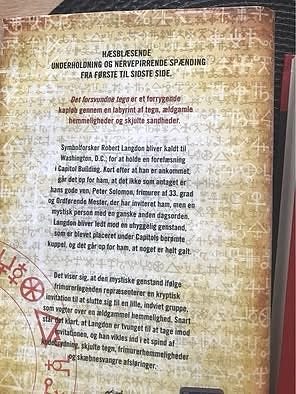 HÆSBLÆSENDE
UNDERHOLDNING OG NERVEPIRRENDE SPÆNDING
FRA FØRSTE TIL SIDSTE SIDE.
Det forsvundne tegn er et forrygende
kapløb gennem en labyrint af tegn, ældgamle
hemmeligheder og skjulte sandheder.
Symbolforsker Robert Langdon bliver kaldt til
Washington, D.C., for at holde en forelæsning
i Capitol Building. Kort efter at han er ankommet,
går det op for ham, at det ikke som antaget er
hans gode ven, Peter Solomon, frimurer af 33. grad
og Ordførende Mester, der har inviteret ham, men en
mystisk person med en ganske anden dagsorden.
Langdon bliver ledt mod en uhyggelig genstand,
som er blevet placeret under Capitols berømte
kuppel, og det går op for ham, at noget er helt galt.
Det viser sig, at den mystiske genstand ifølge
frimurerlegenden repræsenterer en kryptisk
invitation til at slutte sig til en lille, indviet gruppe,
som vogter over en ældgammel hemmelighed. Snart
står det klart, at Langdon er tvunget til at tage imod
invitationen, og han vikles ind i et spind af
skjulte tegn, frimurerhemmeligheder
og skæbnesvangre afsløringer.